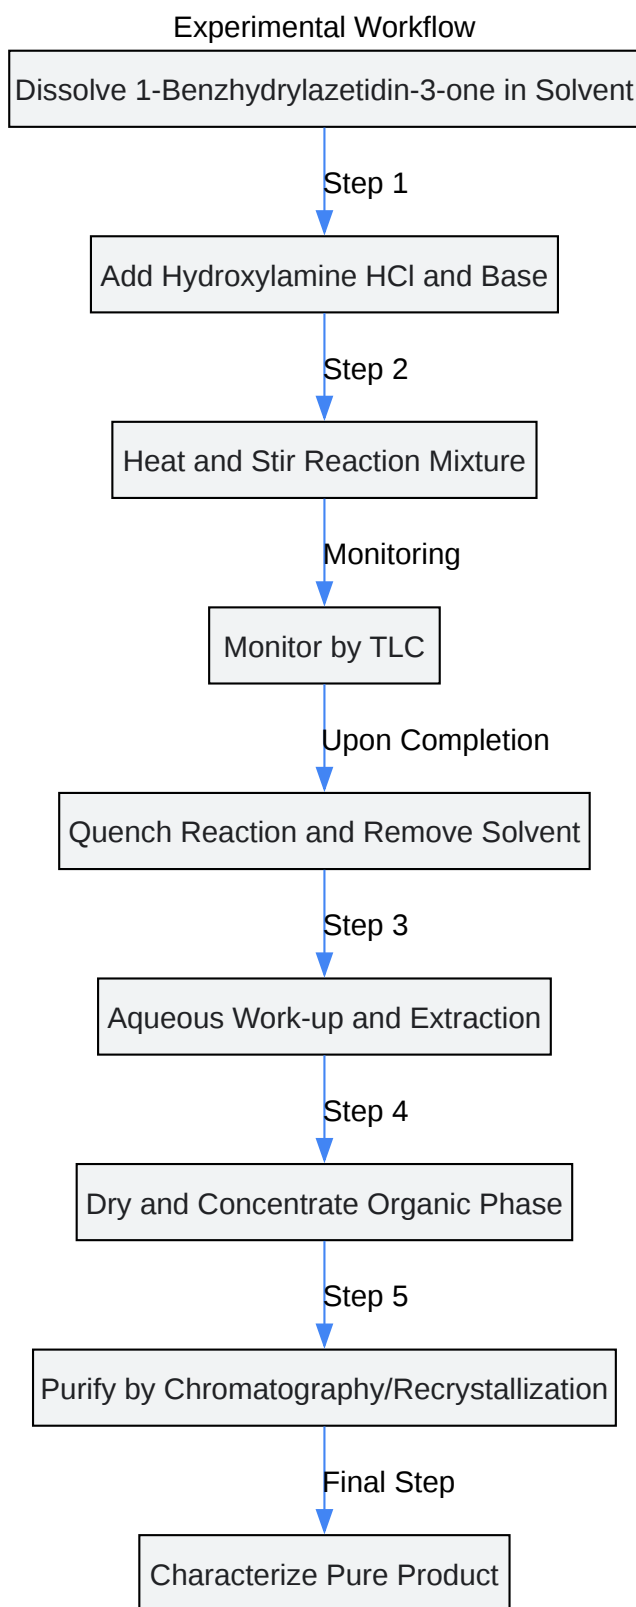 Experimental Workflow
Dissolve 1-Benzhydrylazetidin-3-one in Solvent
Step 1
Add Hydroxylamine HCl and Base
Step 2
Heat and Stir Reaction Mixture
Monitoring
Monitor by TLC
Upon Completion
Quench Reaction and Remove Solvent
Step 3
Aqueous Work-up and Extraction
Step 4
Dry and Concentrate Organic Phase
Step 5
Purify by Chromatography/Recrystallization
Final Step
Characterize Pure Product